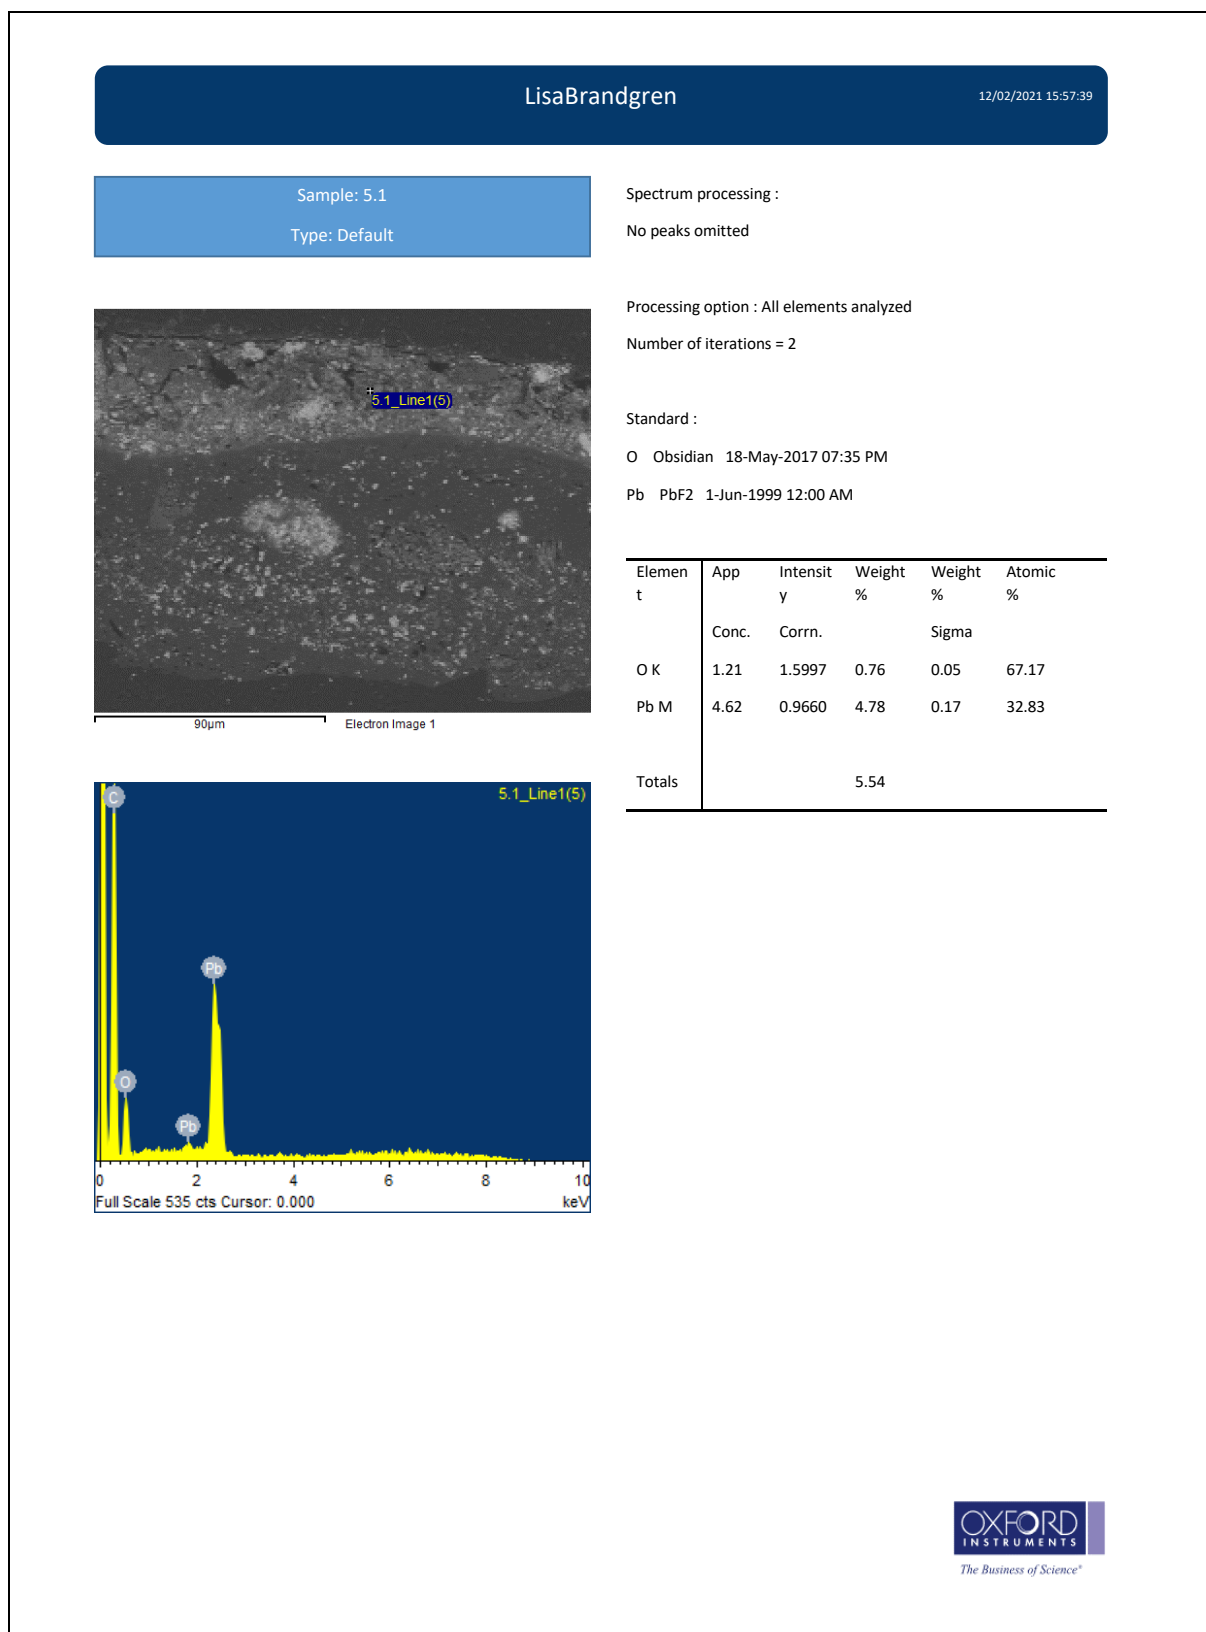 LisaBrandgren
12/02/2021 15:57:39
Sample: 5.1
Type: Default
5.1_Line1(5)
90µm
Electron Image 1
5.1_Line1(5)
C
O
Pb
Pb
0 2 4 6 8 10
Full Scale 535 cts Cursor: 0.000 keV
Spectrum processing :
No peaks omitted
Processing option : All elements analyzed
Number of iterations = 2
Standard :
O Obsidian 18-May-2017 07:35 PM
Pb PbF2 1-Jun-1999 12:00 AM
Elemen App Intensit Weight Weight Atomic
t y % % %
Conc. Corrn. Sigma
O K 1.21 1.5997 0.76 0.05 67.17
Pb M 4.62 0.9660 4.78 0.17 32.83
Totals 5.54
OXFORD
INSTRUMENTS
The Business of Science®